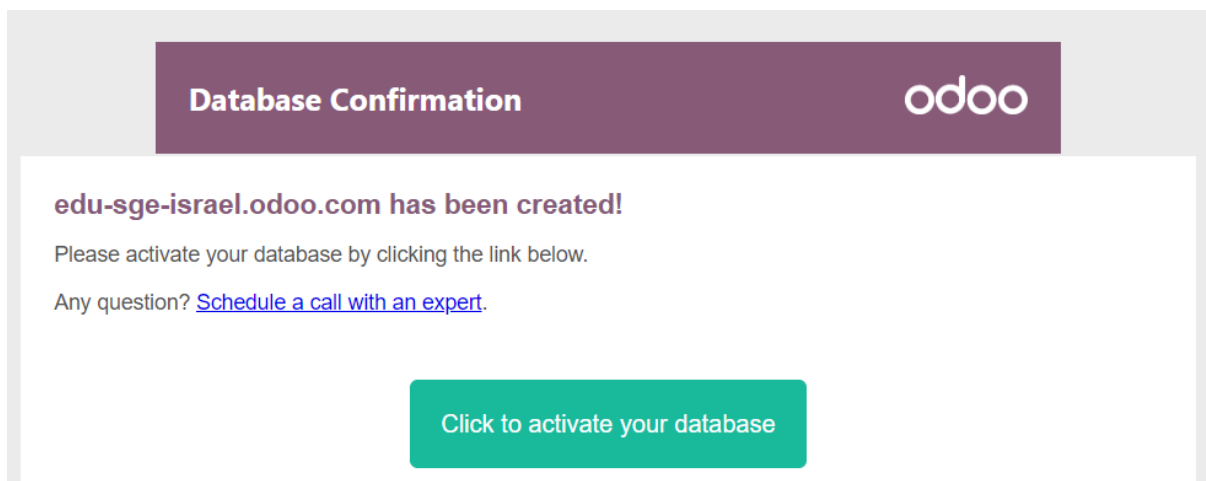 Database Confirmation odoo
edu-sge-israel.odoo.com has been created!
Please activate your database by clicking the link below.
Any question? Schedule a call with an expert.
Click to activate your database